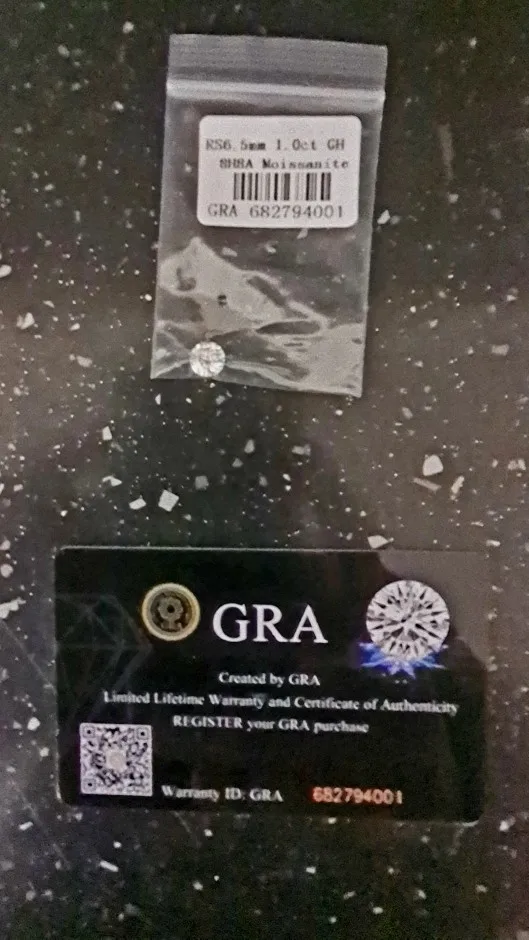 RS6.5mm 1.0ct GH
SHSA Moissanite
GRA 682794001
GRA
Created by GRA
Limited Lifetime Warranty and Certificate of Authenticity
REGISTER your GRA purchase
Warranty ID: GRA 682794001